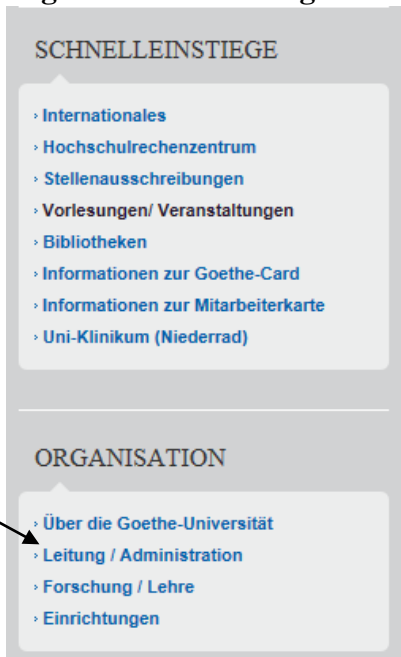 SCHNELLEINSTIEGE
› Internationales
› Hochschulrechenzentrum
› Stellenausschreibungen
› Vorlesungen/ Veranstaltungen
› Bibliotheken
› Informationen zur Goethe-Card
› Informationen zur Mitarbeiterkarte
› Uni-Klinikum (Niederrad)
ORGANISATION
› Über die Goethe-Universität
› Leitung / Administration
› Forschung / Lehre
› Einrichtungen